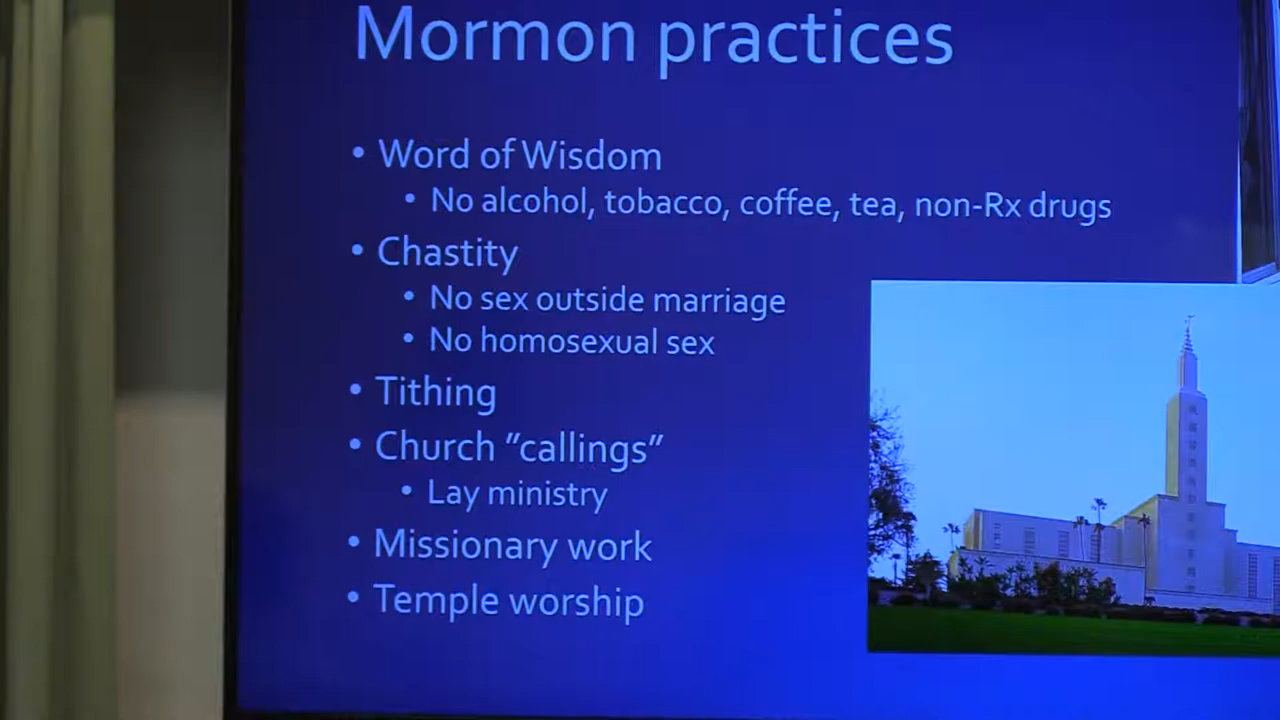 Mormon practices
• Word of Wisdom
• No alcohol, tobacco, coffee, tea, non-Rx drugs
• Chastity
• No sex outside marriage
• No homosexual sex
• Tithing
• Church ”callings”
• Lay ministry
• Missionary work
• Temple worship